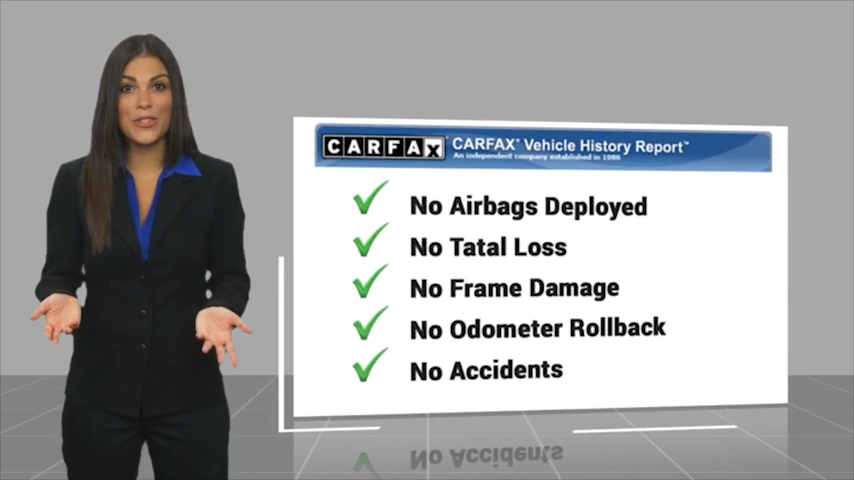 CARFAX CARFAX® Vehicle History Report™
An independent company established in 1986
No Airbags Deployed
No Tatal Loss
No Frame Damage
No Odometer Rollback
No Accidents
No Accidents